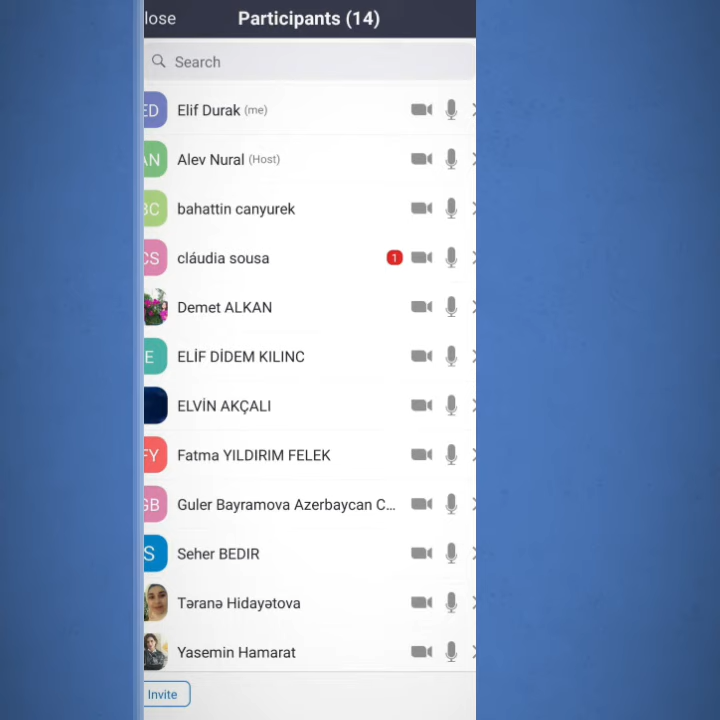 lose Participants (14)
Search
ED Elif Durak (me)
AN Alev Nural (Host)
BC bahattin canyurek
CS cláudia sousa 1
Demet ALKAN
E ELİF DİDEM KILINC
ELVİN AKÇALI
FY Fatma YILDIRIM FELEK
GB Guler Bayramova Azerbaycan C...
S Seher BEDIR
Təranə Hidayətova
Yasemin Hamarat
Invite